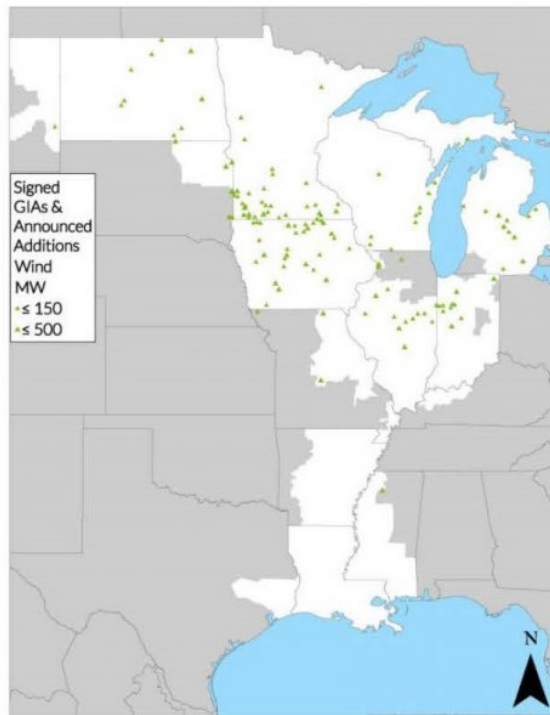 Signed
GIAs &
Announced
Additions
Wind
MW
≤ 150
≤ 500
N